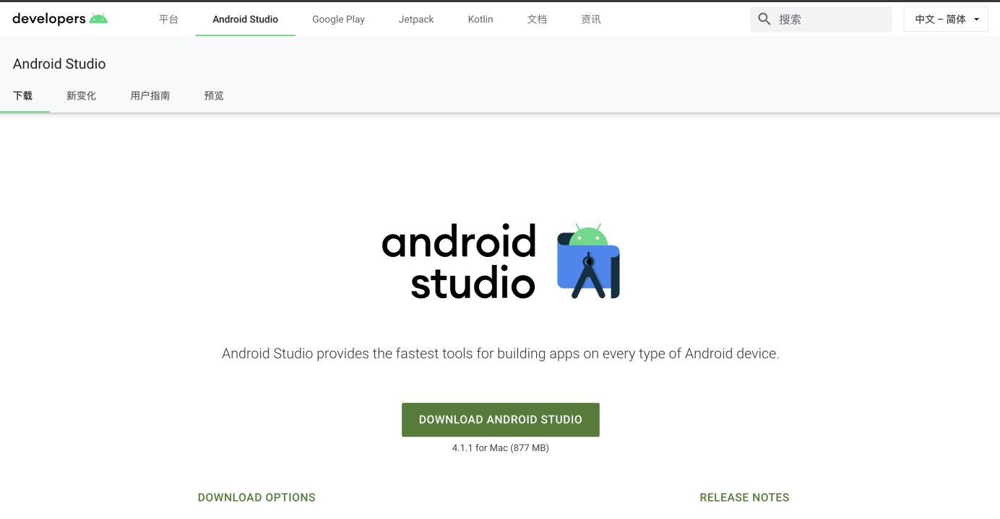 developers 平台 Android Studio Google Play Jetpack Kotlin 文档 资讯 搜索 中文 – 简体
Android Studio
下载 新变化 用户指南 预览
android
studio
Android Studio provides the fastest tools for building apps on every type of Android device.
DOWNLOAD ANDROID STUDIO
4.1.1 for Mac (877 MB)
DOWNLOAD OPTIONS RELEASE NOTES